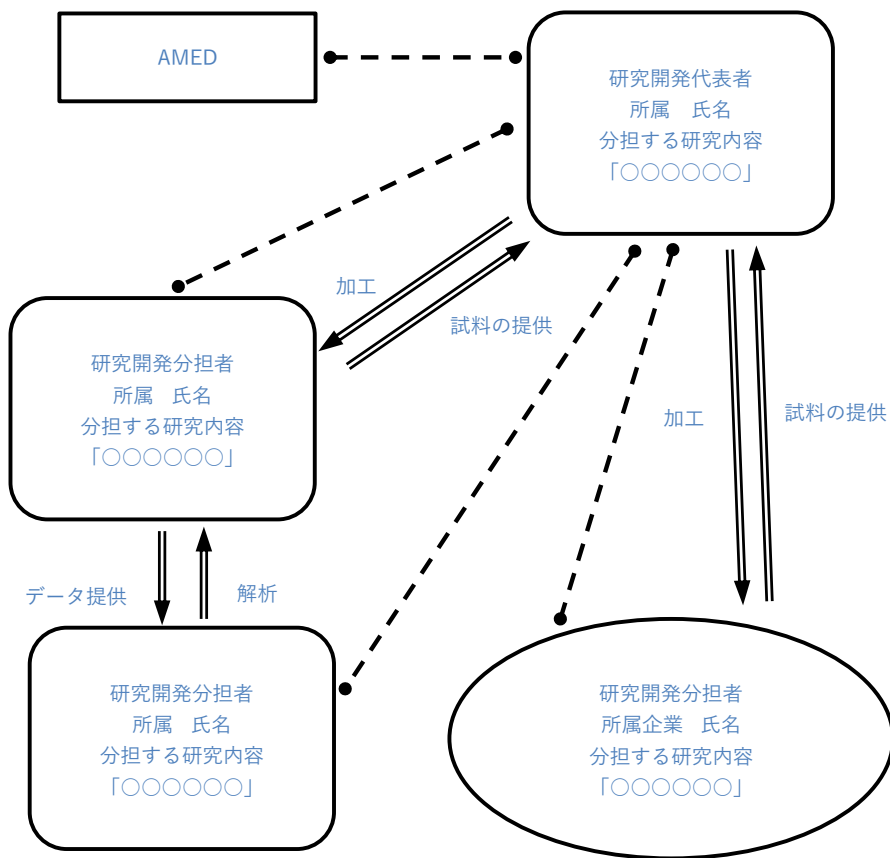 AMED
研究開発代表者
所属　氏名
分担する研究内容
「○○○○○○」
加工
試料の提供
研究開発分担者
所属　氏名
分担する研究内容
「○○○○○○」
加工
試料の提供
データ提供
解析
研究開発分担者
所属　氏名
分担する研究内容
「○○○○○○」
研究開発分担者
所属企業　氏名
分担する研究内容
「○○○○○○」